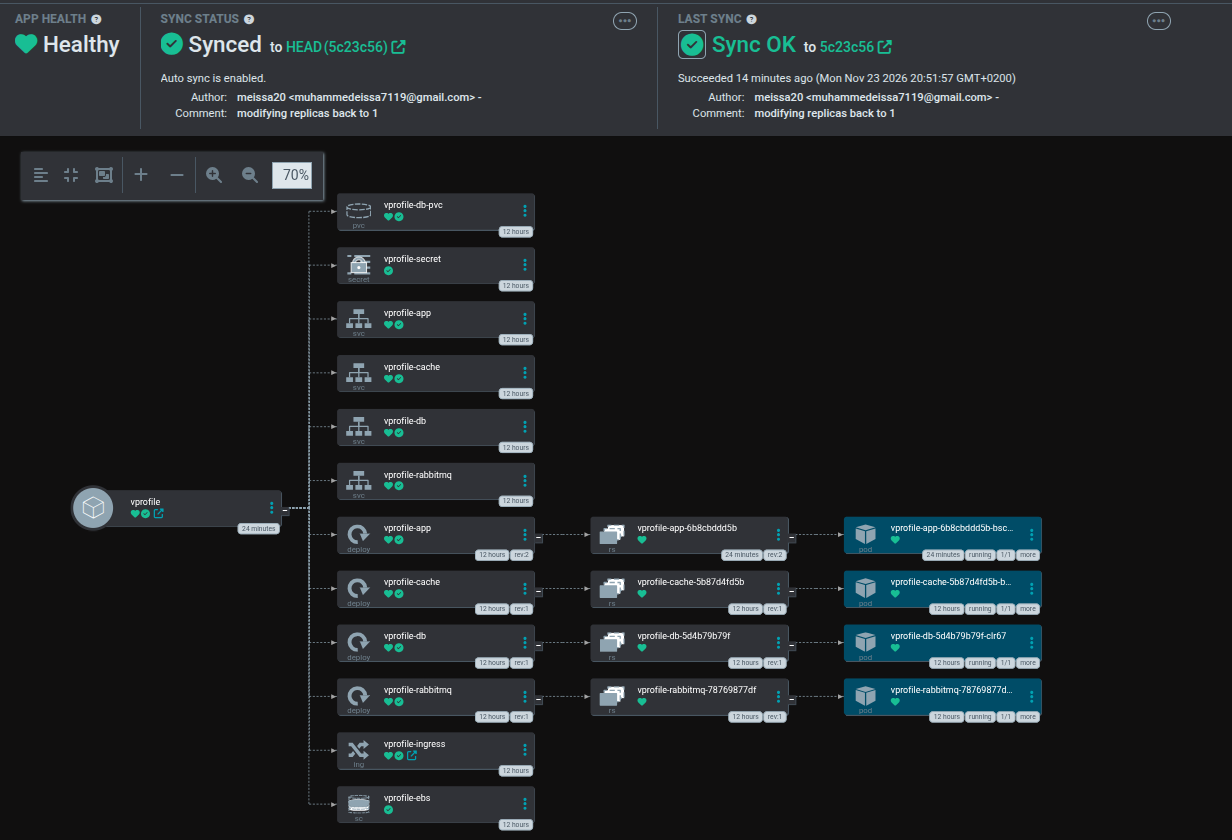 APP HEALTH
Healthy
SYNC STATUS
Synced to HEAD (5c23c56)
Auto sync is enabled.
Author: meissa20 <muhammedeissa7119@gmail.com> -
Comment: modifying replicas back to 1
LAST SYNC
Sync OK to 5c23c56
Succeeded 14 minutes ago (Mon Nov 23 2026 20:51:57 GMT+0200)
Author: meissa20 <muhammedeissa7119@gmail.com> -
Comment: modifying replicas back to 1
70%
vprofile
24 minutes
vprofile-db-pvc
pvc
12 hours
vprofile-secret
secret
12 hours
vprofile-app
svc
12 hours
vprofile-cache
svc
12 hours
vprofile-db
svc
12 hours
vprofile-rabbitmq
svc
12 hours
vprofile-app
deploy
12 hours rev:2
vprofile-app-6b8cbddd5b
rs
24 minutes rev:2
vprofile-app-6b8cbddd5b-bsc...
pod
24 minutes running 1/1 more
vprofile-cache
deploy
12 hours rev:1
vprofile-cache-5b87d4fd5b
rs
12 hours rev:1
vprofile-cache-5b87d4fd5b-b...
pod
12 hours running 1/1 more
vprofile-db
deploy
12 hours rev:1
vprofile-db-5d4b79b79f
rs
12 hours rev:1
vprofile-db-5d4b79b79f-clr67
pod
12 hours running 1/1 more
vprofile-rabbitmq
deploy
12 hours rev:1
vprofile-rabbitmq-78769877df
rs
12 hours rev:1
vprofile-rabbitmq-78769877d...
pod
12 hours running 1/1 more
vprofile-ingress
ing
12 hours
vprofile-ebs
sc
12 hours